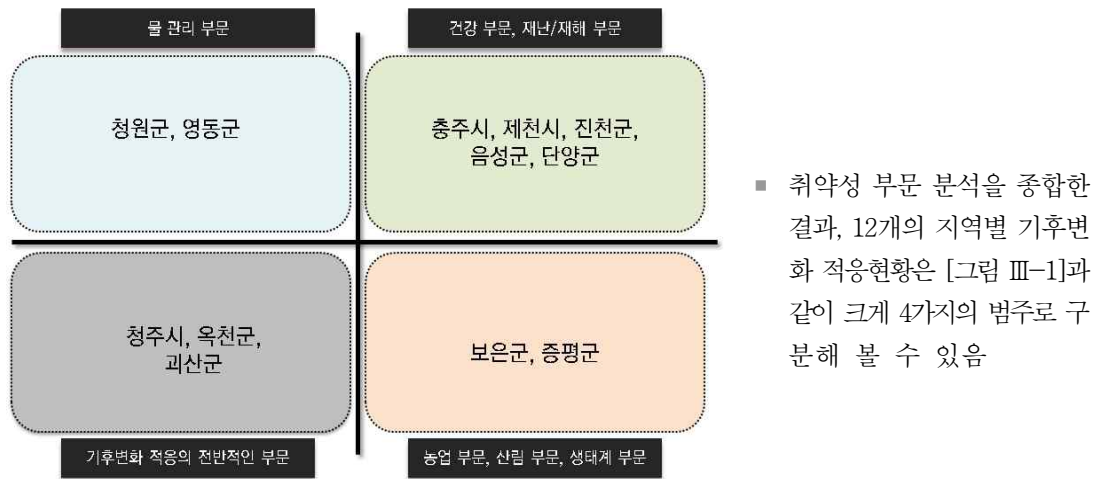 물 관리 부문
건강 부문, 재난/재해 부문
청원군, 영동군
충주시, 제천시, 진천군,
음성군, 단양군
청주시, 옥천군,
괴산군
보은군, 증평군
기후변화 적응의 전반적인 부문
농업 부문, 산림 부문, 생태계 부문
▪ 취약성 부문 분석을 종합한
결과, 12개의 지역별 기후변
화 적응현황은 [그림 Ⅲ-1]과
같이 크게 4가지의 범주로 구
분해 볼 수 있음